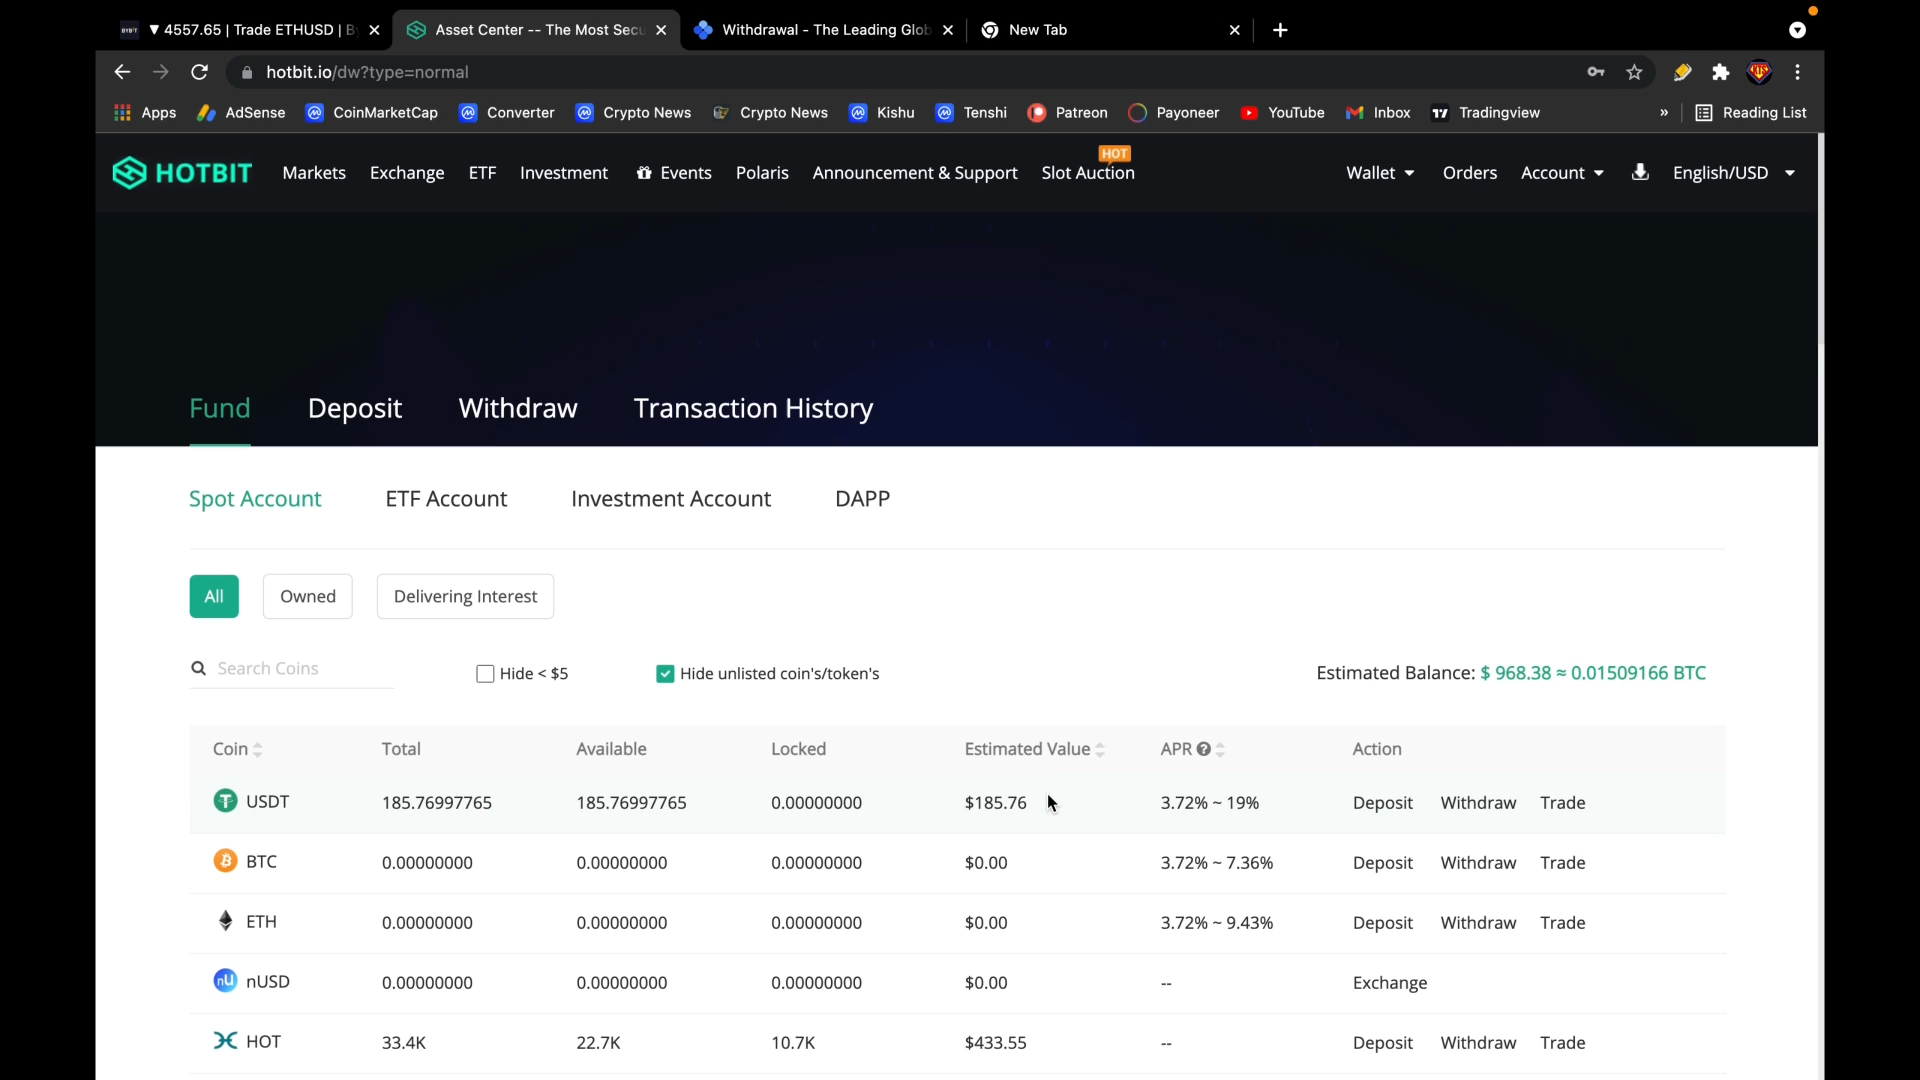 ▼ 4557.65 | Trade ETHUSD | B
Asset Center -- The Most Secu
Withdrawal - The Leading Glob
New Tab
hotbit.io/dw?type=normal
Apps AdSense CoinMarketCap Converter Crypto News Crypto News Kishu Tenshi Patreon Payoneer YouTube Inbox Tradingview » Reading List
HOT
HOTBIT Markets Exchange ETF Investment Events Polaris Announcement & Support Slot Auction Wallet Orders Account English/USD
Fund Deposit Withdraw Transaction History
Spot Account ETF Account Investment Account DAPP
All Owned Delivering Interest
Search Coins Hide < $5 Hide unlisted coin's/token's Estimated Balance: $ 968.38 ≈ 0.01509166 BTC
Coin Total Available Locked Estimated Value APR Action
USDT 185.76997765 185.76997765 0.00000000 $185.76 3.72% ~ 19% Deposit Withdraw Trade
BTC 0.00000000 0.00000000 0.00000000 $0.00 3.72% ~ 7.36% Deposit Withdraw Trade
ETH 0.00000000 0.00000000 0.00000000 $0.00 3.72% ~ 9.43% Deposit Withdraw Trade
nU nUSD 0.00000000 0.00000000 0.00000000 $0.00 -- Exchange
HOT 33.4K 22.7K 10.7K $433.55 -- Deposit Withdraw Trade